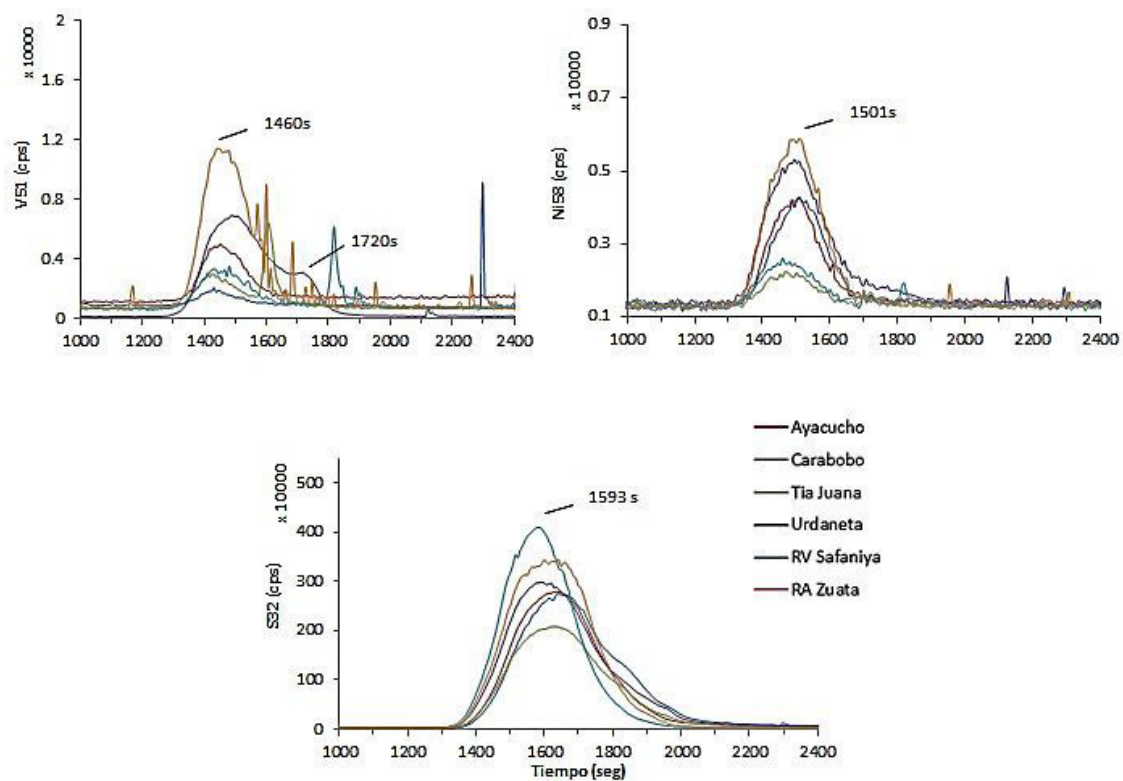 x 10000
2
1.6
1.2
0.8
0.4
0
V51 (cps)
1460s
1720s
1000 1200 1400 1600 1800 2000 2200 2400
x 10000
0.9
0.7
0.5
0.3
0.1
Ni58 (cps)
1501s
1000 1200 1400 1600 1800 2000 2200 2400
x 10000
500
400
300
200
100
0
S32 (cps)
1593 s
1000 1200 1400 1600 1800 2000 2200 2400
Tiempo (seg)
Ayacucho
Carabobo
Tia Juana
Urdaneta
RV Safaniya
RA Zuata